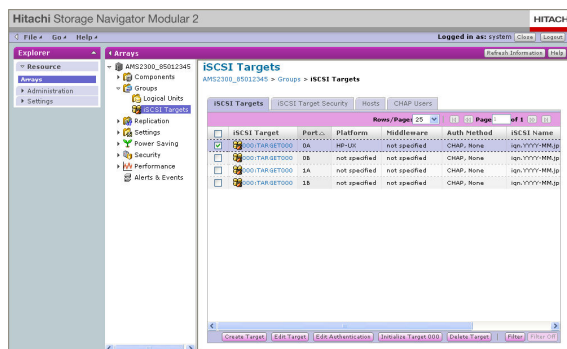 Hitachi Storage Navigator Modular 2
HITACH
File Go Help
Logged in as: system Close Logout
Explorer
Arrays
Refresh Information Help
Resource
Arrays
Administration
Settings
AMS2300_85012345
Components
Groups
Logical Units
iSCSI Targets
Replication
Settings
Power Saving
Security
Performance
Alerts & Events
iSCSI Targets
AMS2300_85012345 > Groups > iSCSI Targets
iSCSI Targets iSCSI Target Security Hosts CHAP Users
Rows/Page: 25 Page 1 of 1
iSCSI Target Port Platform Middleware Auth Method iSCSI Name
000:TARGET000 0A HP-UX not specified CHAP, None iqn.YYYY-MM.jp
000:TARGET000 0B not specified not specified CHAP, None iqn.YYYY-MM.jp
000:TARGET000 1A not specified not specified CHAP, None iqn.YYYY-MM.jp
000:TARGET000 1B not specified not specified CHAP, None iqn.YYYY-MM.jp
Create Target Edit Target Edit Authentication Initialize Target 000 Delete Target Filter Filter Off